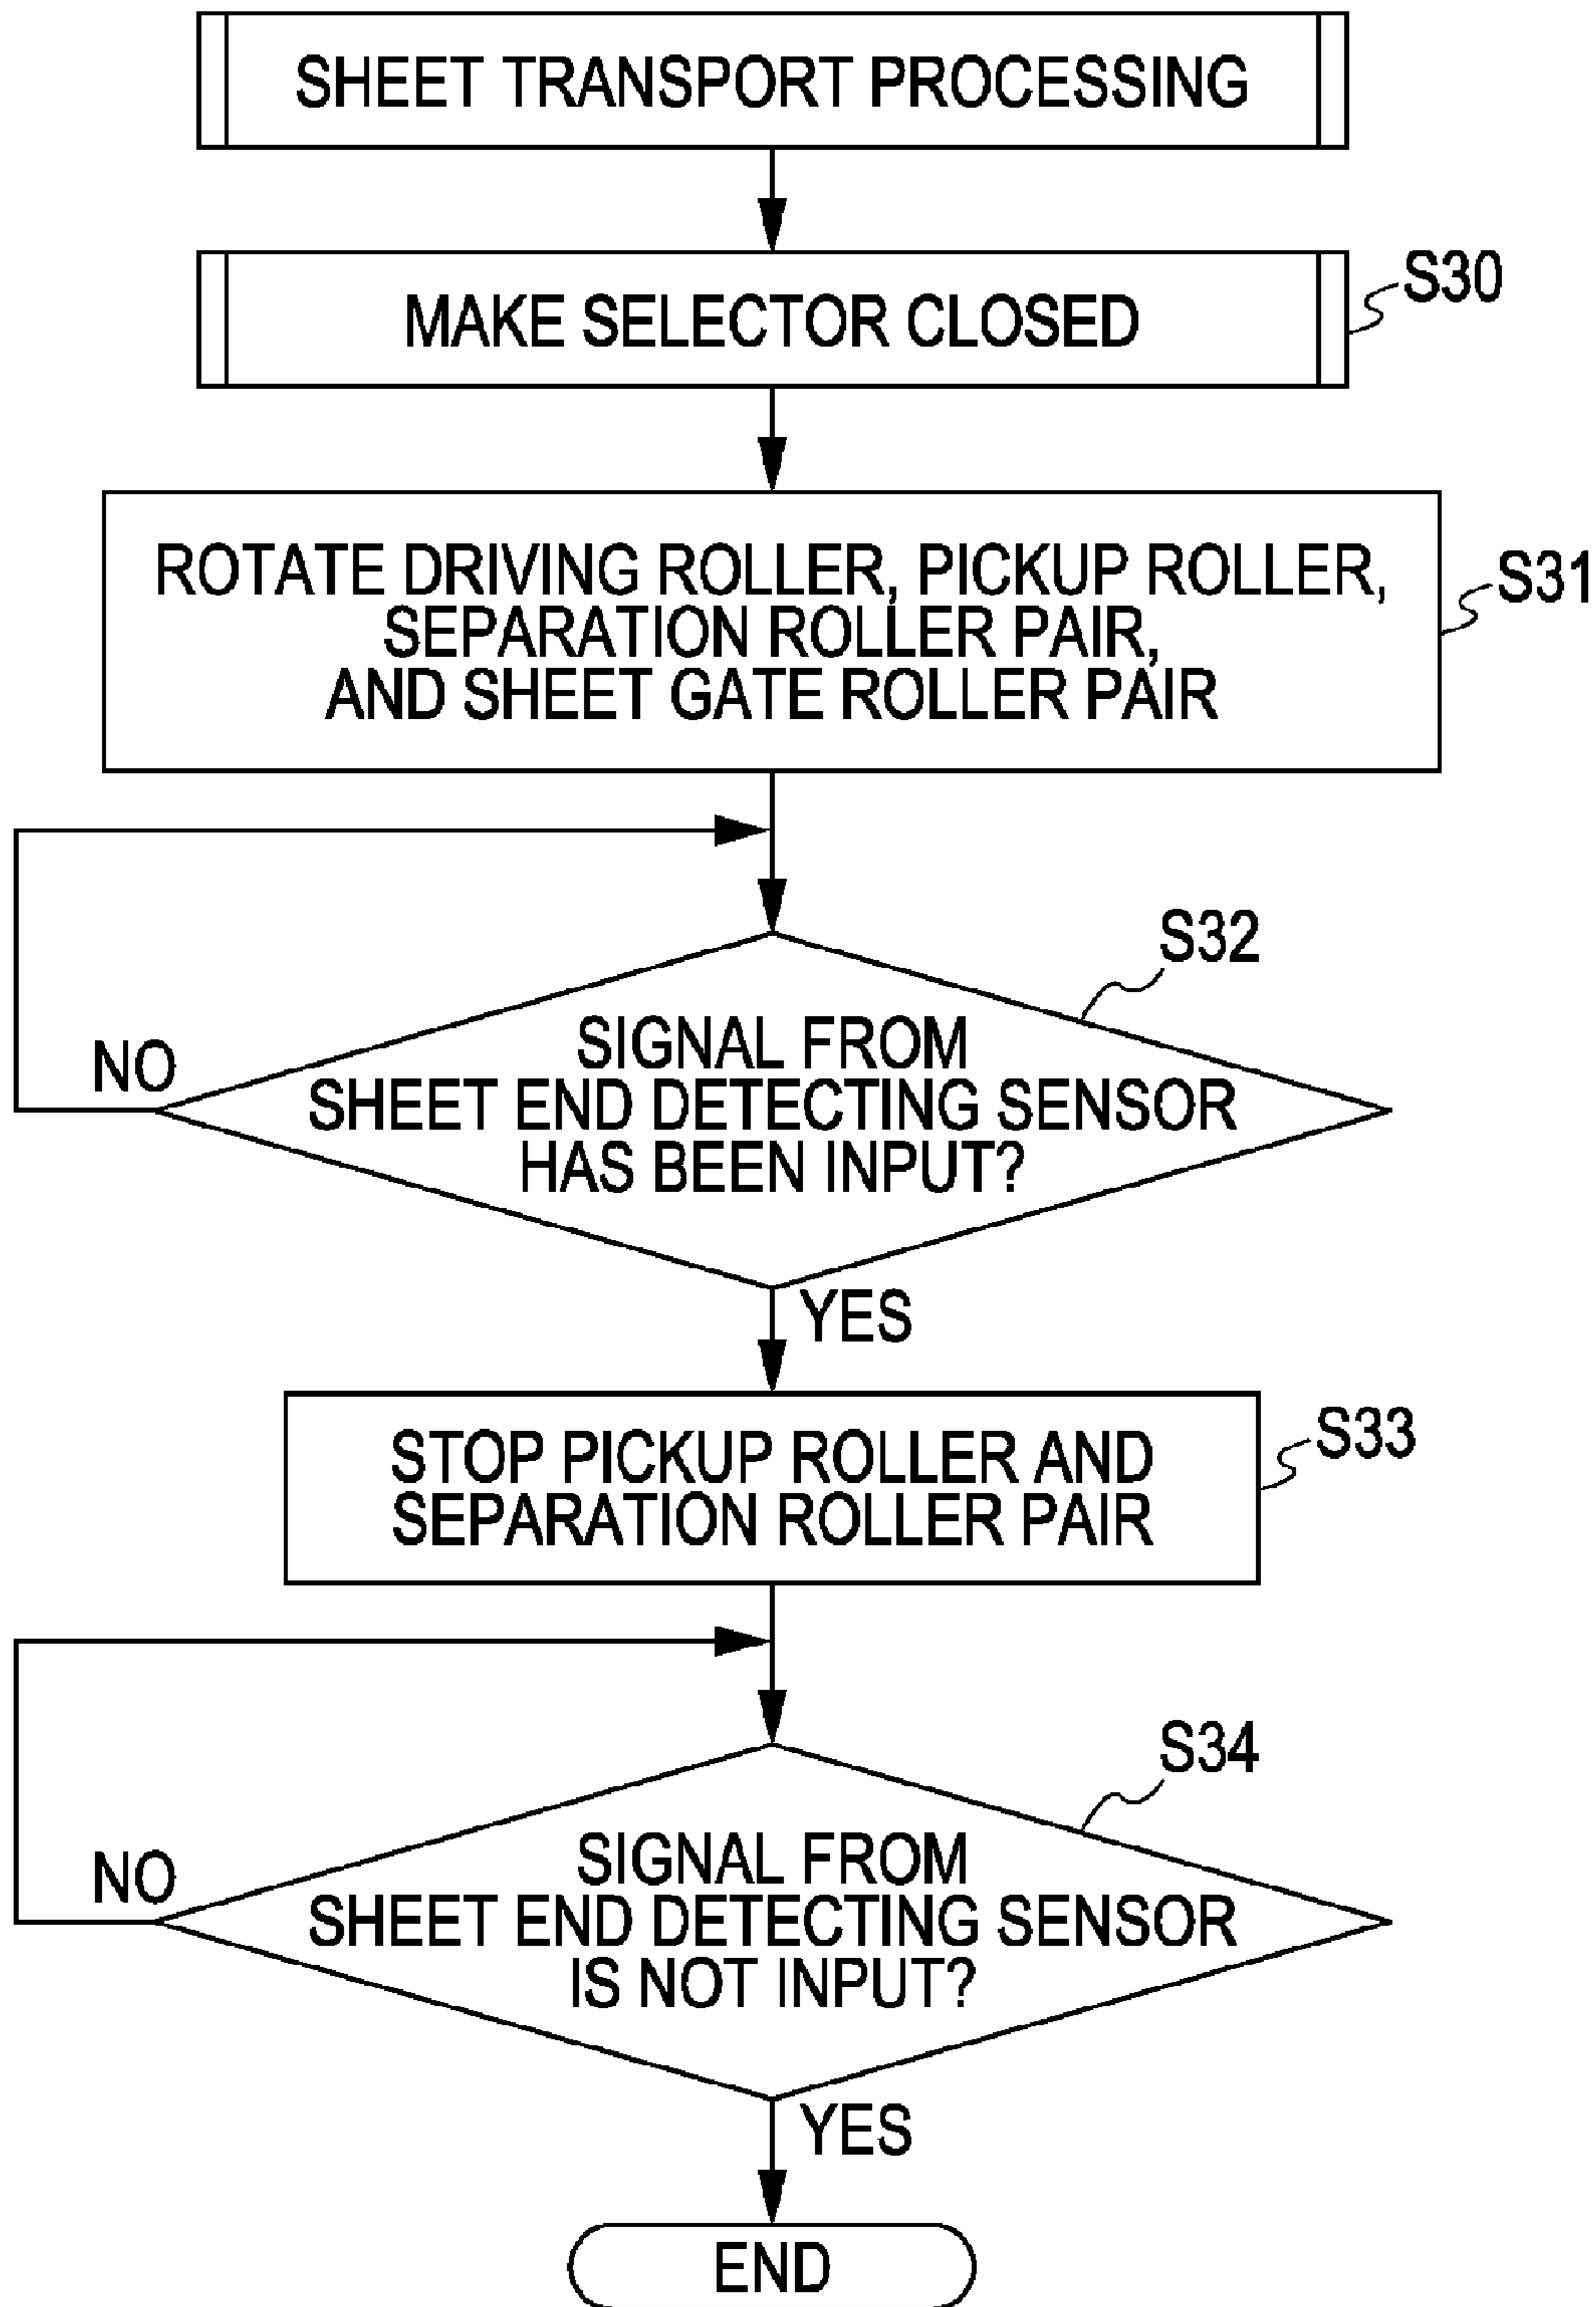 SHEET TRANSPORT PROCESSING
MAKE SELECTOR CLOSED
S30
ROTATE DRIVING ROLLER, PICKUP ROLLER,
SEPARATION ROLLER PAIR,
AND SHEET GATE ROLLER PAIR
S31
S32
SIGNAL FROM
SHEET END DETECTING SENSOR
HAS BEEN INPUT?
NO
YES
STOP PICKUP ROLLER AND
SEPARATION ROLLER PAIR
S33
S34
SIGNAL FROM
SHEET END DETECTING SENSOR
IS NOT INPUT?
NO
YES
END